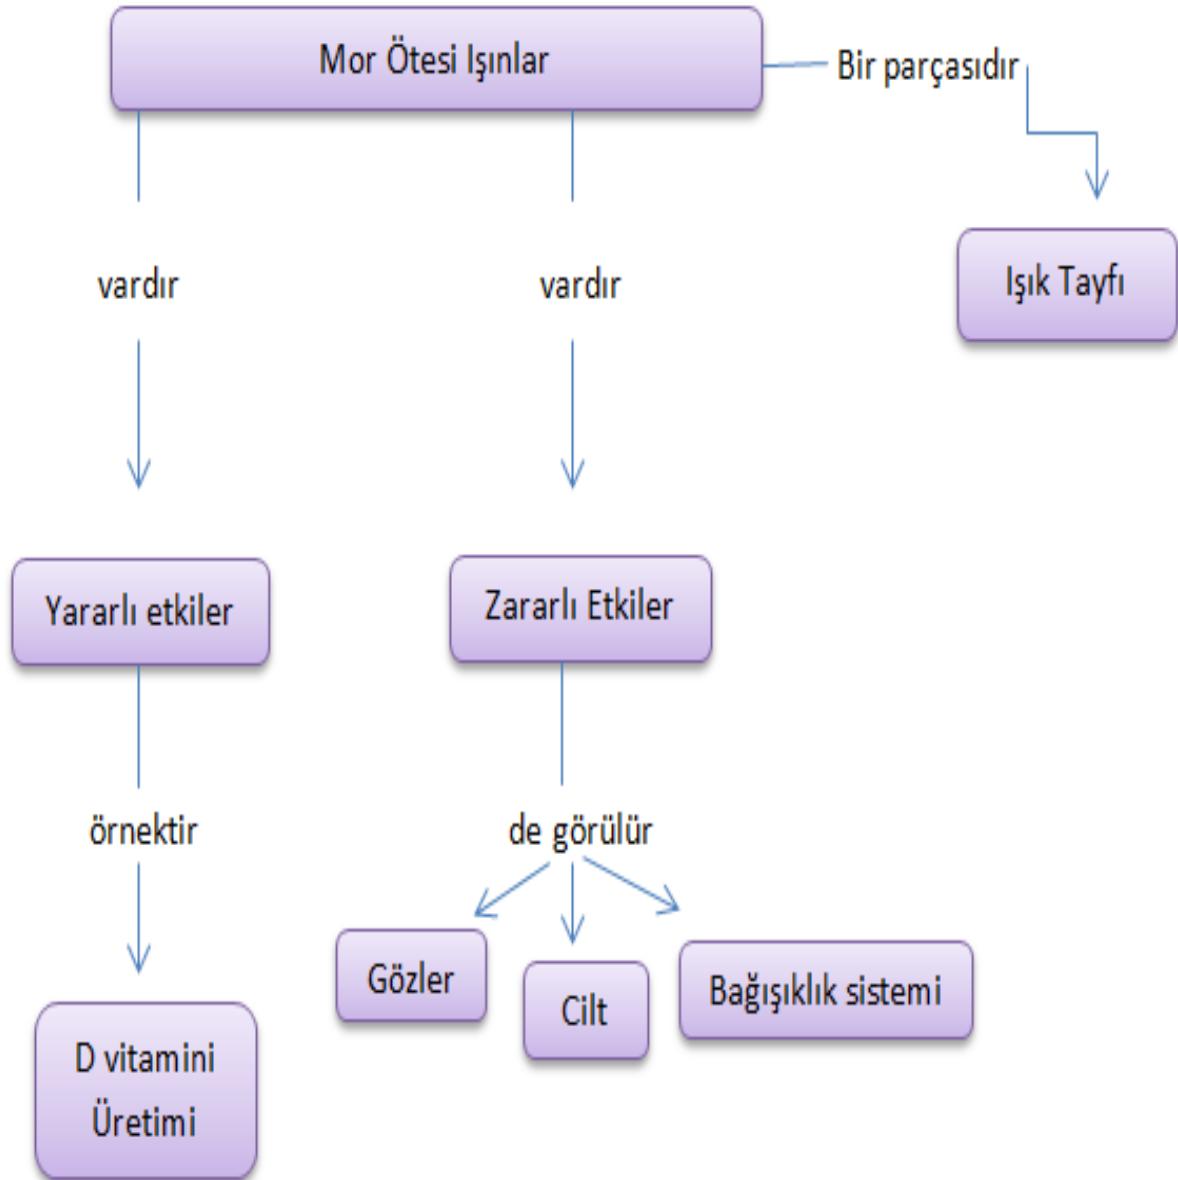 Mor Ötesi Işınlar
Bir parçasıdır
Işık Tayfı
vardır
vardır
Yararlı etkiler
Zararlı Etkiler
örnektir
de görülür
Gözler
Cilt
Bağışıklık sistemi
D vitamini
Üretimi